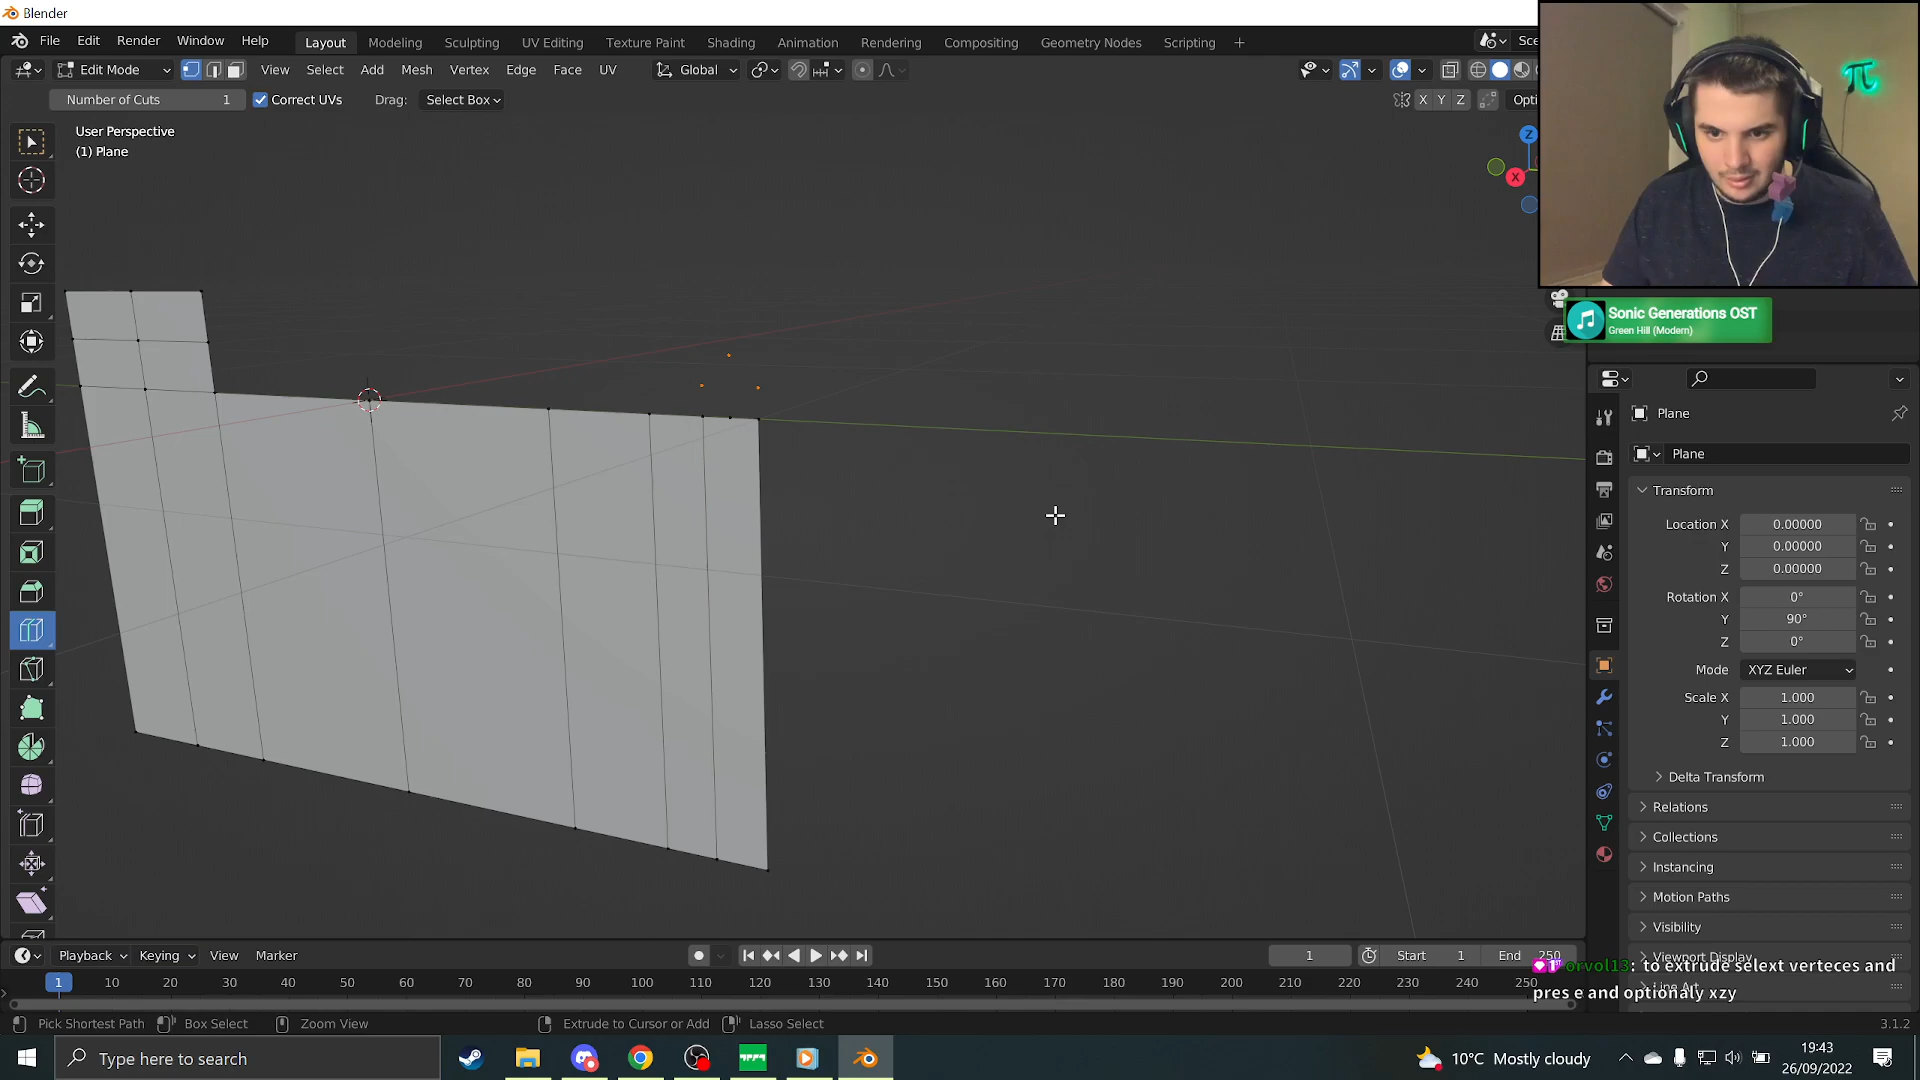 Blender
File Edit Render Window Help Layout Modeling Sculpting UV Editing Texture Paint Shading Animation Rendering Compositing Geometry Nodes Scripting + Sce
Edit Mode View Select Add Mesh Vertex Edge Face UV Global
Number of Cuts 1 Correct UVs Drag: Select Box X Y Z Opti
User Perspective
(1) Plane
Z
X
Sonic Generations OST
Green Hill (Modern)
Plane
Plane
Transform
Location X 0.00000
Y 0.00000
Z 0.00000
Rotation X 0°
Y 90°
Z 0°
Mode XYZ Euler
Scale X 1.000
Y 1.000
Z 1.000
Delta Transform
Relations
Collections
Instancing
Motion Paths
Visibility
Viewport Display
Line Art
orvol13: to extrude selext verteces and
pres e and optionaly xzy
Playback Keying View Marker 1 Start 1 End 250
1 10 20 30 40 50 60 70 80 90 100 110 120 130 140 150 160 170 180 190 200 210 220 230 240 250
Pick Shortest Path Box Select Zoom View Extrude to Cursor or Add Lasso Select 3.1.2
Type here to search 10°C Mostly cloudy 19:43
26/09/2022